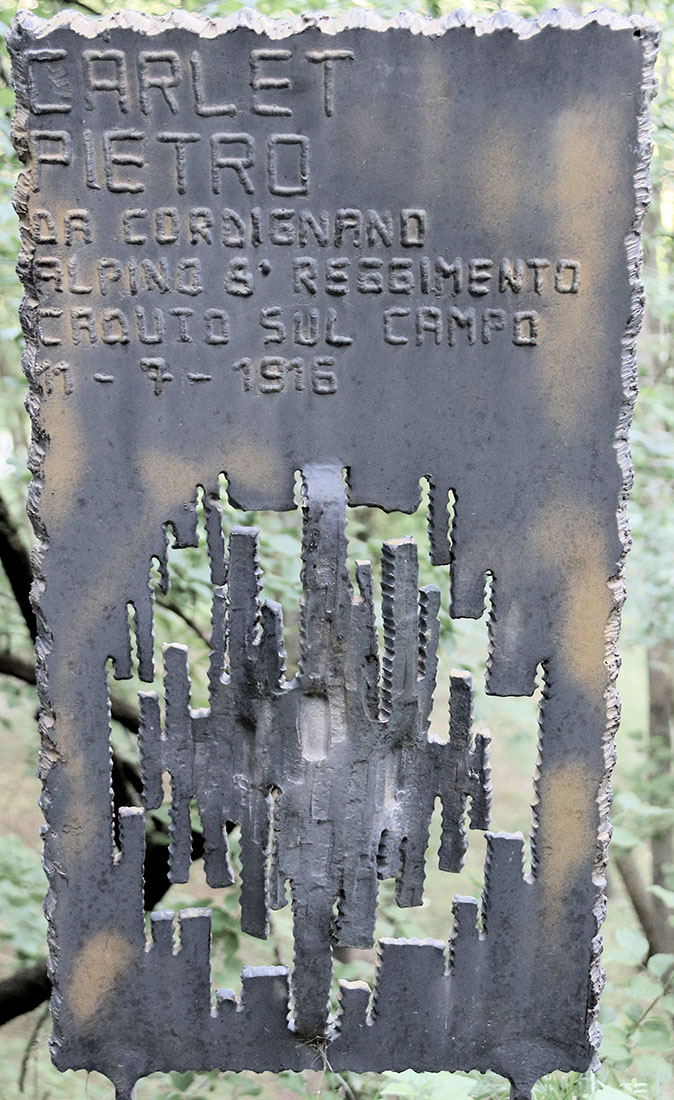 CARLET
PIETRO
DA CORDIGNANO
ALPINO 8' REGGIMENTO
CADUTO SUL CAMPO
11-7-1916